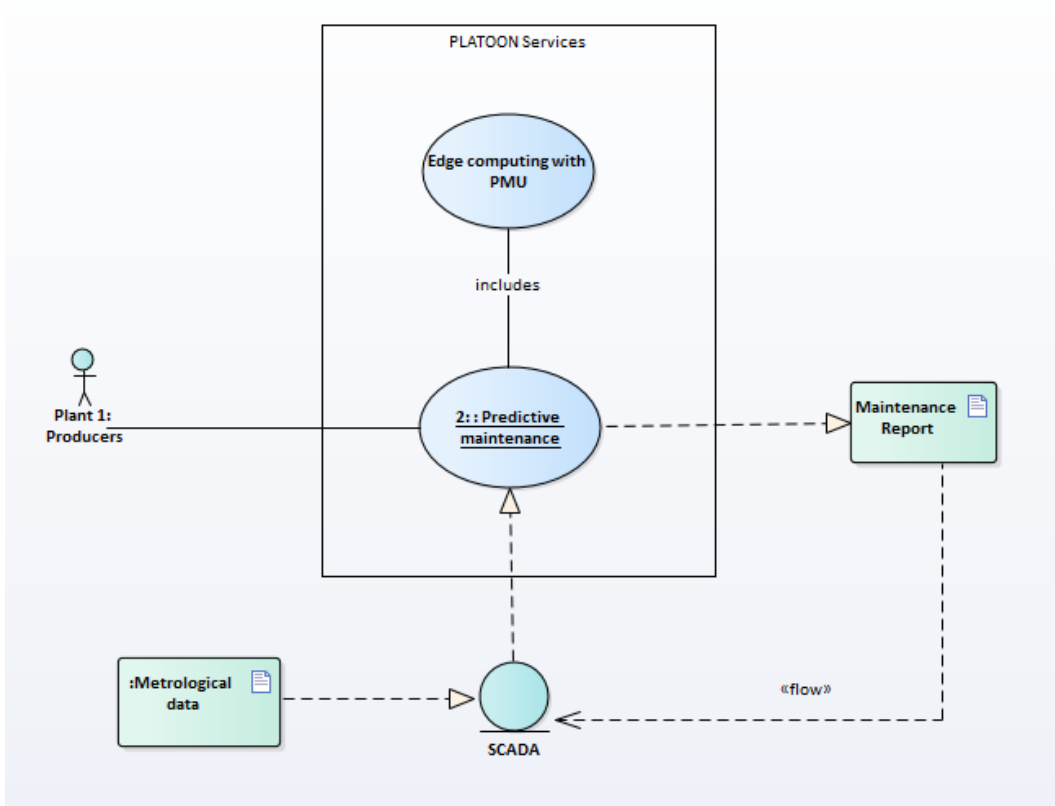 PLATOON Services
Edge computing with
PMU
includes
Plant 1:
Producers
2: : Predictive
maintenance
Maintenance
Report
:Metrological
data
«flow»
SCADA